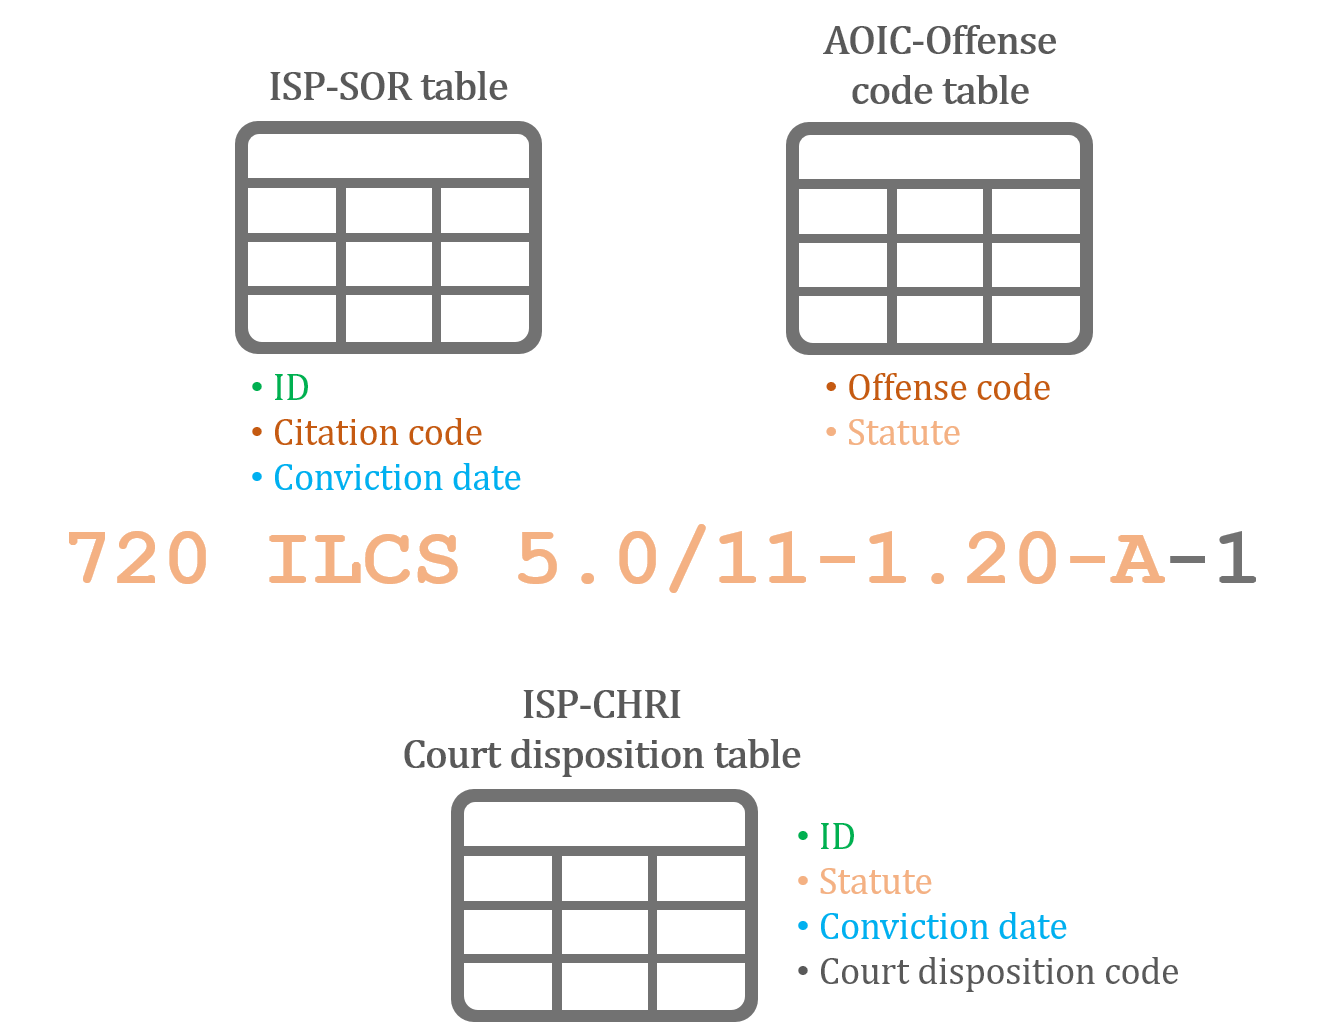 ISP-SOR table
• ID
• Citation code
• Conviction date
AOIC-Offense
code table
• Offense code
• Statute
720 ILCS 5.0/11-1.20-A-1
ISP-CHRI
Court disposition table
• ID
• Statute
• Conviction date
• Court disposition code